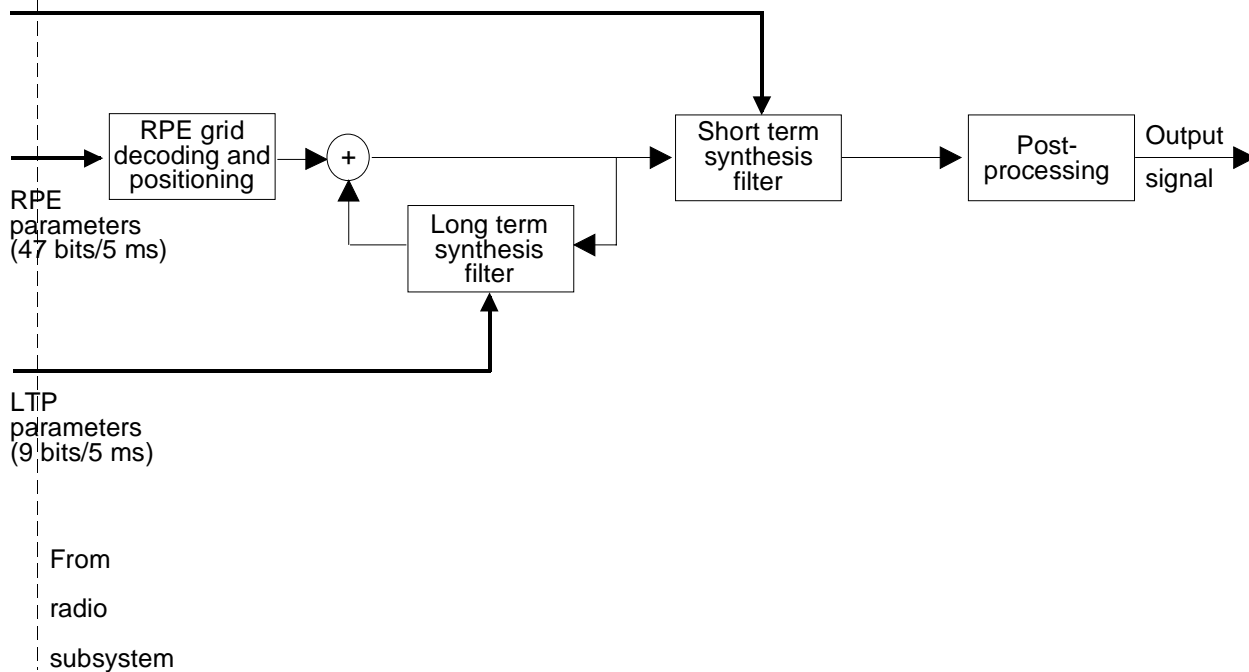 RPE grid
decoding and
positioning
+
Short term
synthesis
filter
Post-
processing
Output
signal
RPE
parameters
(47 bits/5 ms)
Long term
synthesis
filter
LTP
parameters
(9 bits/5 ms)
From
radio
subsystem